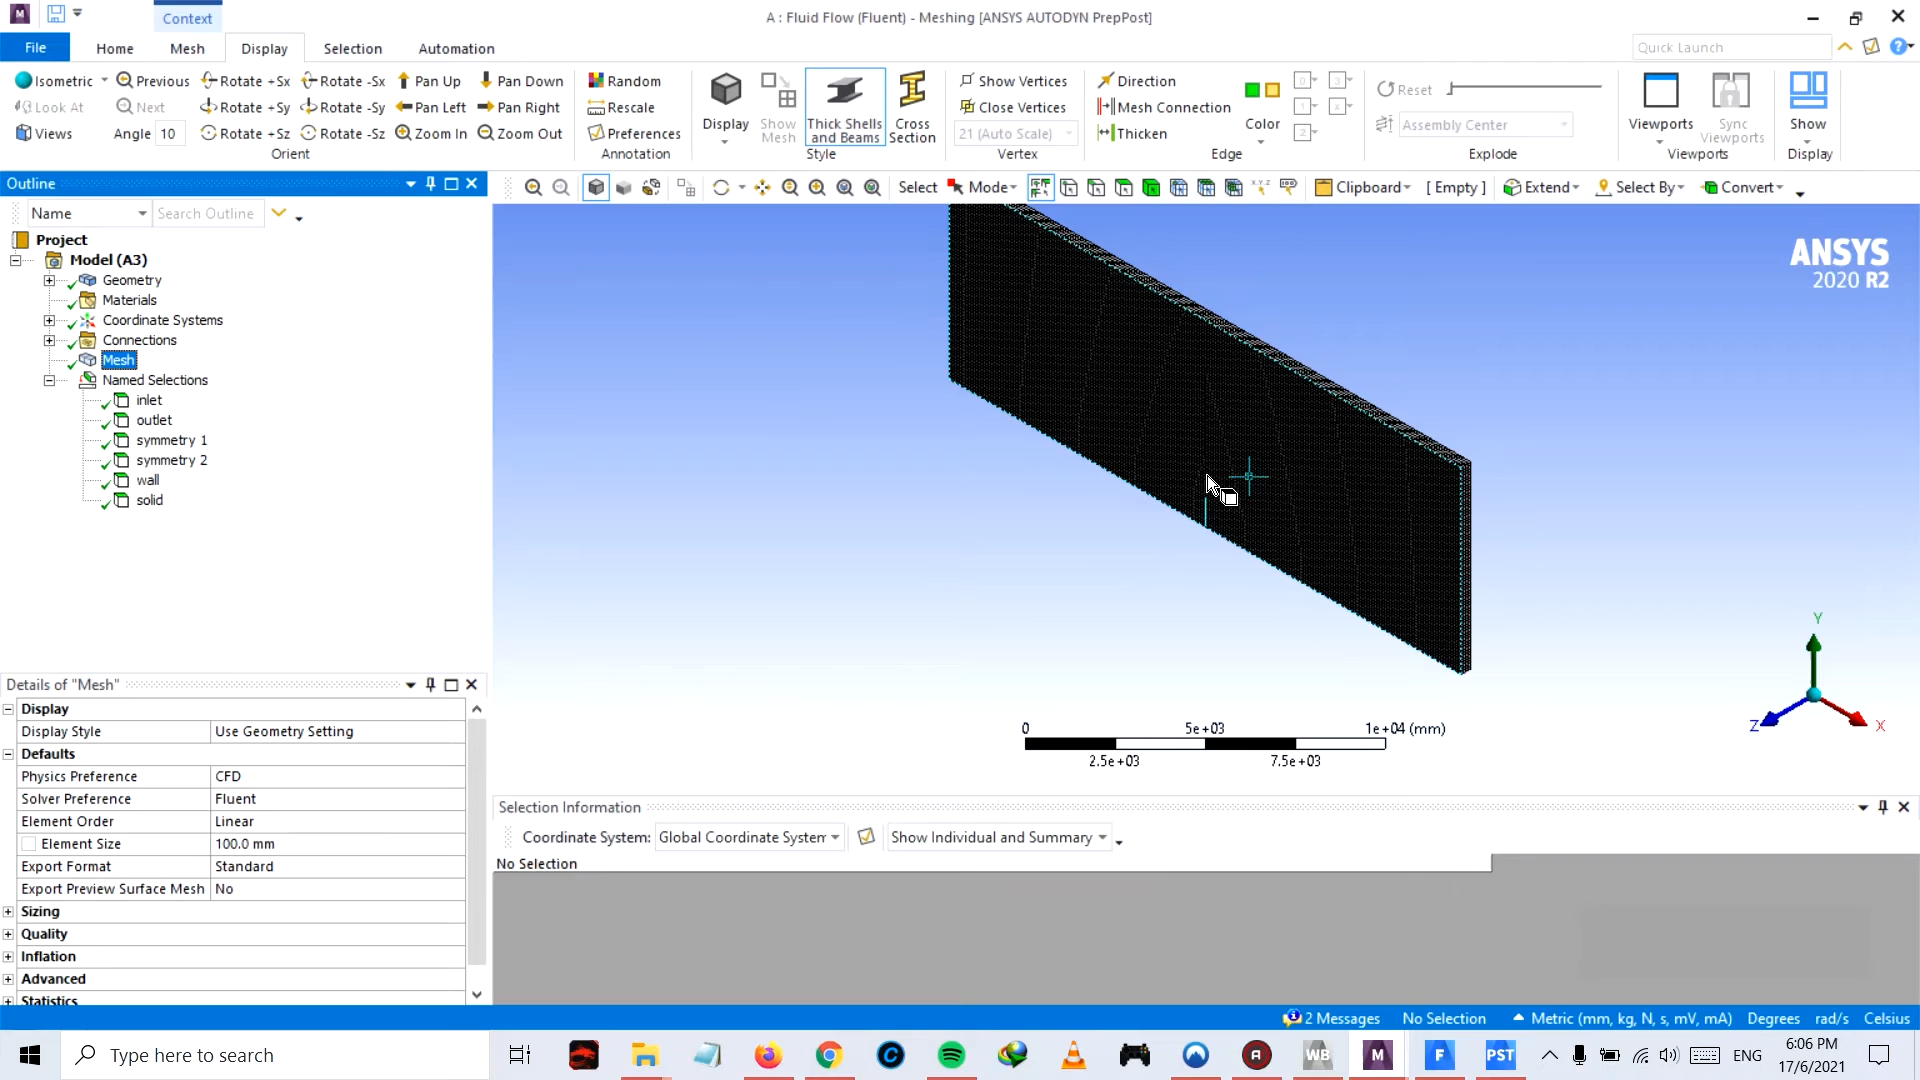 Context
A : Fluid Flow (Fluent) - Meshing [ANSYS AUTODYN PrepPost]
File Home Mesh Display Selection Automation
Quick Launch
Isometric Previous Rotate +Sx Rotate -Sx Pan Up Pan Down
Look At Next Rotate +Sy Rotate -Sy Pan Left Pan Right
Views Angle 10 Rotate +Sz Rotate -Sz Zoom In Zoom Out
Orient
Random
Rescale
Preferences
Annotation
Display
Show Mesh
Thick Shells and Beams
Cross Section
Style
Show Vertices
Close Vertices
21 (Auto Scale)
Vertex
Direction
Mesh Connection
Thicken
Color
Edge
Reset
Assembly Center
Explode
Viewports
Sync Viewports
Viewports
Show
Display
Outline
Select Mode Clipboard [ Empty ] Extend Select By Convert
Name Search Outline
Project
Model (A3)
Geometry
Materials
Coordinate Systems
Connections
Mesh
Named Selections
inlet
outlet
symmetry 1
symmetry 2
wall
solid
ANSYS
2020 R2
Y
Z
X
0 5e+03 1e+04 (mm)
2.5e+03 7.5e+03
Details of "Mesh"
Display
Display Style Use Geometry Setting
Defaults
Physics Preference CFD
Solver Preference Fluent
Element Order Linear
Element Size 100.0 mm
Export Format Standard
Export Preview Surface Mesh No
Sizing
Quality
Inflation
Advanced
Statistics
Selection Information
Coordinate System: Global Coordinate System Show Individual and Summary
No Selection
2 Messages No Selection Metric (mm, kg, N, s, mV, mA) Degrees rad/s Celsius
Type here to search
WB M F PST
ENG
6:06 PM
17/6/2021